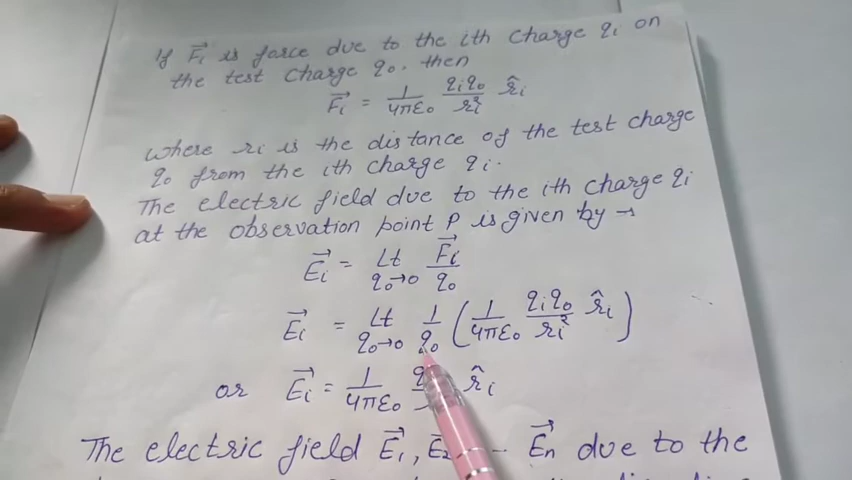 If F⃗i is force due to the ith charge qi on
the test charge q0. then
F⃗i = 1/4πε0 qiq0/ri² r̂i
where ri is the distance of the test charge
q0 from the ith charge qi.
The electric field due to the ith charge qi
at the observation point P is given by →
E⃗i = Lt q0→0 F⃗i/q0
E⃗i = Lt q0→0 1/q0 (1/4πε0 qiq0/ri² r̂i)
or E⃗i = 1/4πε0 r̂i
The electric field E⃗1, E2 -- E⃗n due to the